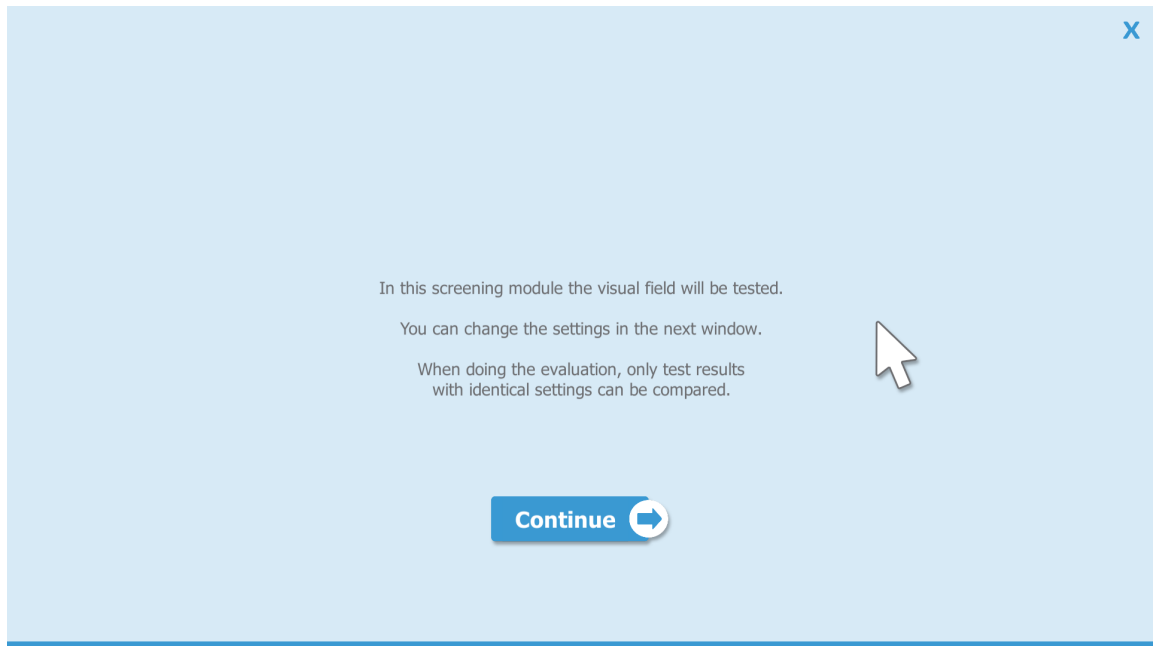 X
In this screening module the visual field will be tested.
You can change the settings in the next window.
When doing the evaluation, only test results
with identical settings can be compared.
Continue